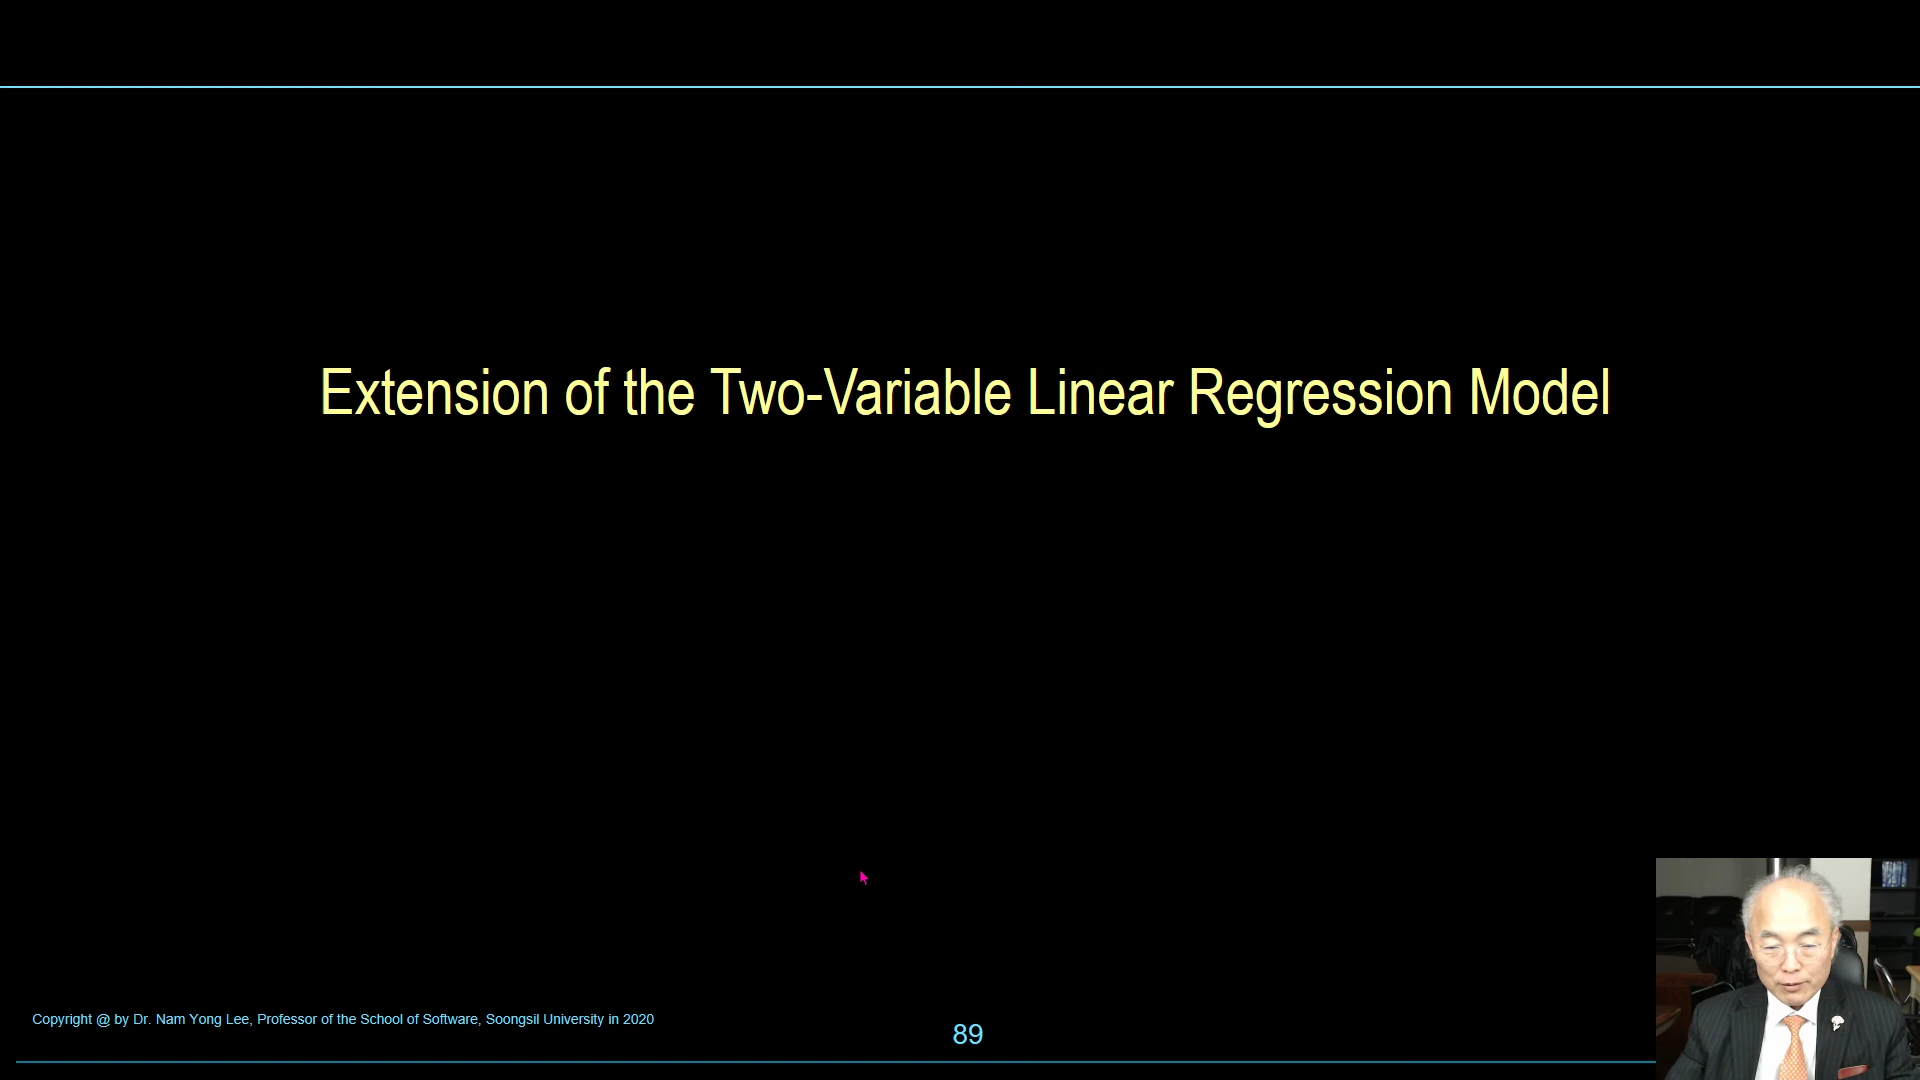 Extension of the Two-Variable Linear Regression Model
Copyright @ by Dr. Nam Yong Lee, Professor of the School of Software, Soongsil University in 2020
89